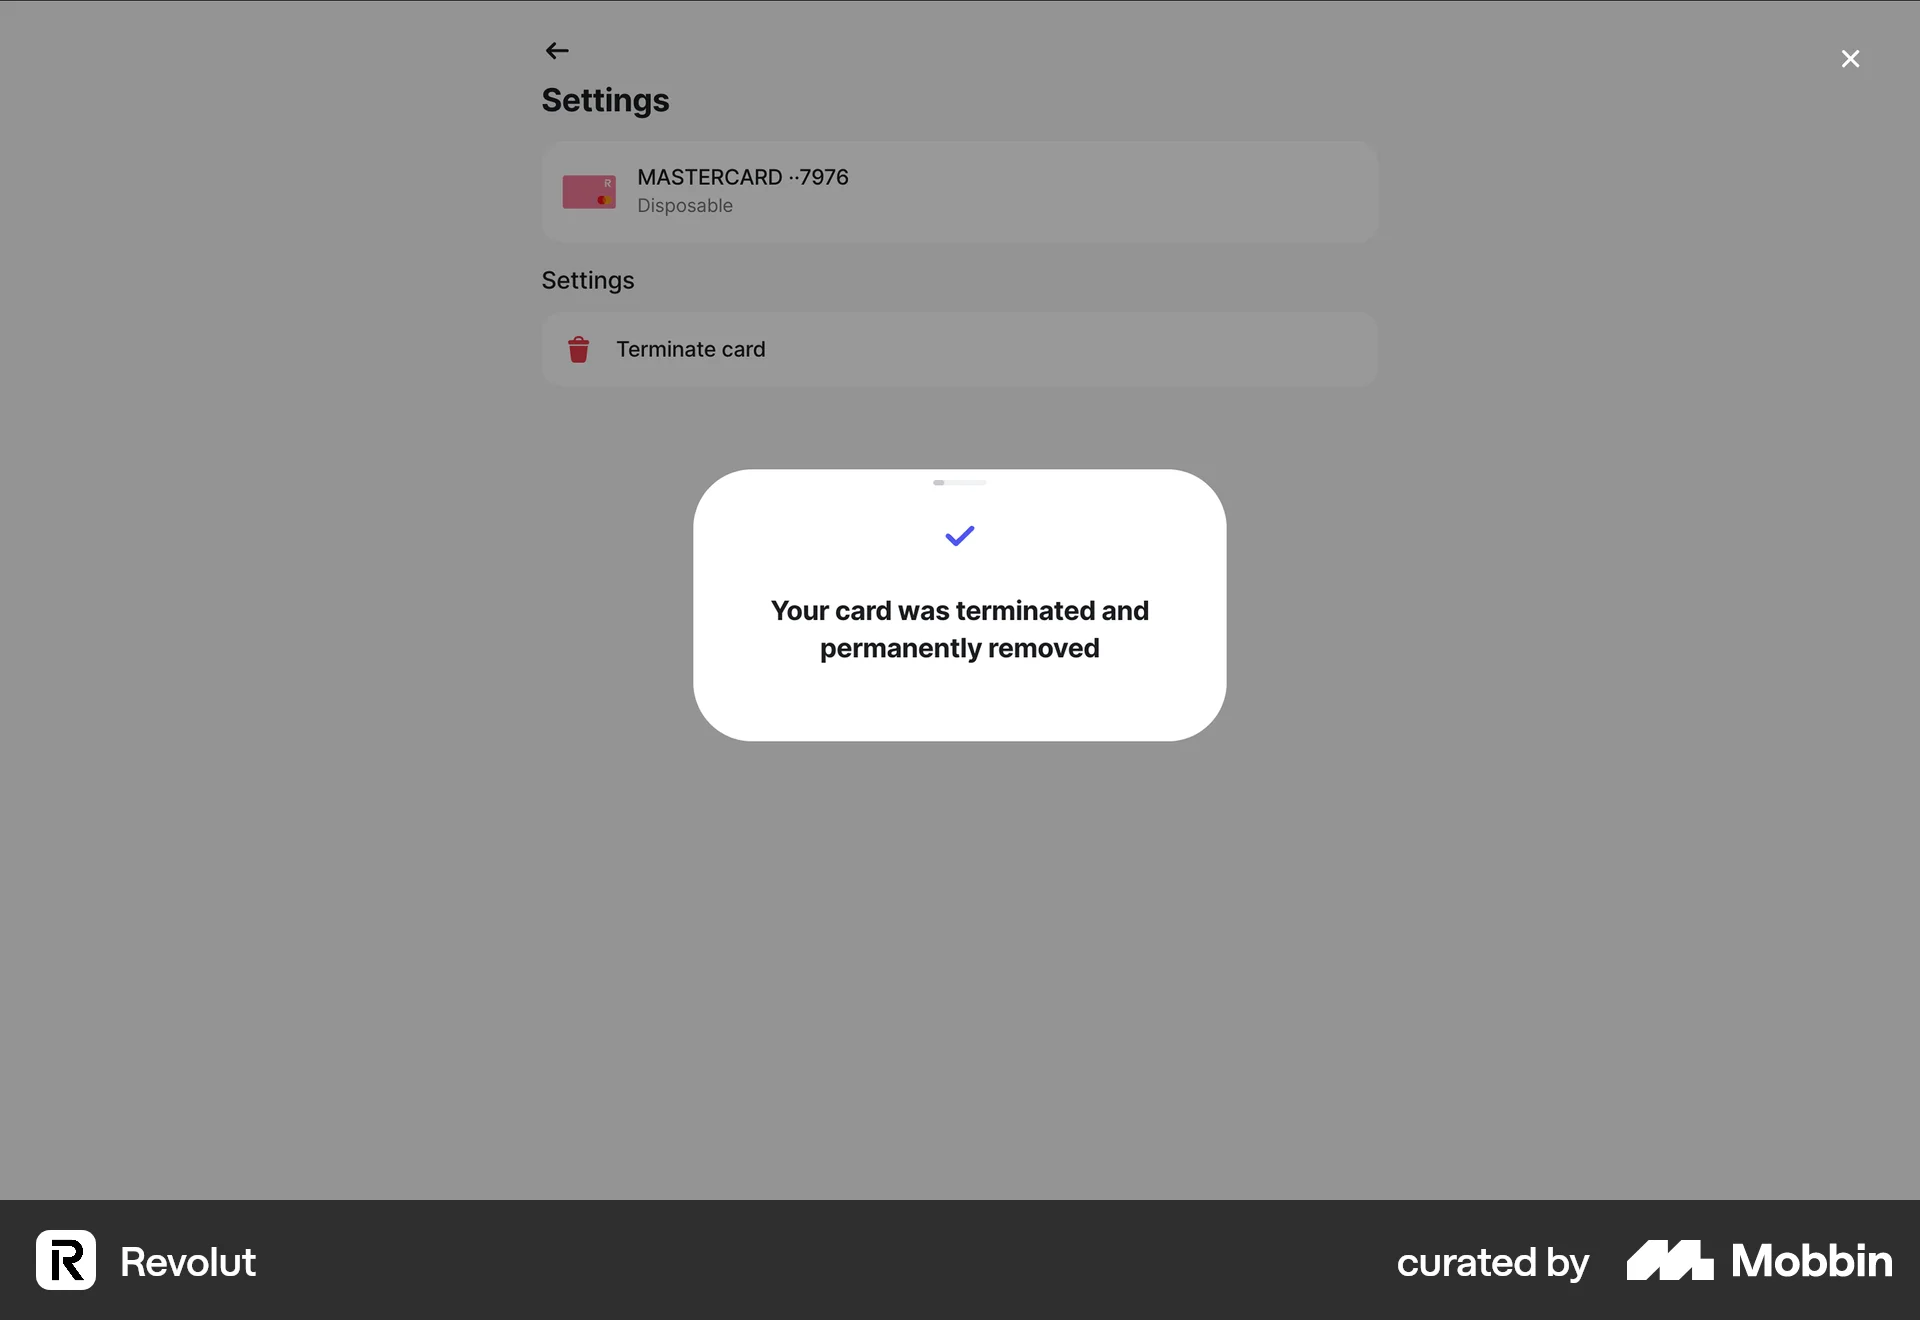 Settings
MASTERCARD ··7976
Disposable
Settings
Terminate card
Your card was terminated and
permanently removed
Revolut
curated by Mobbin